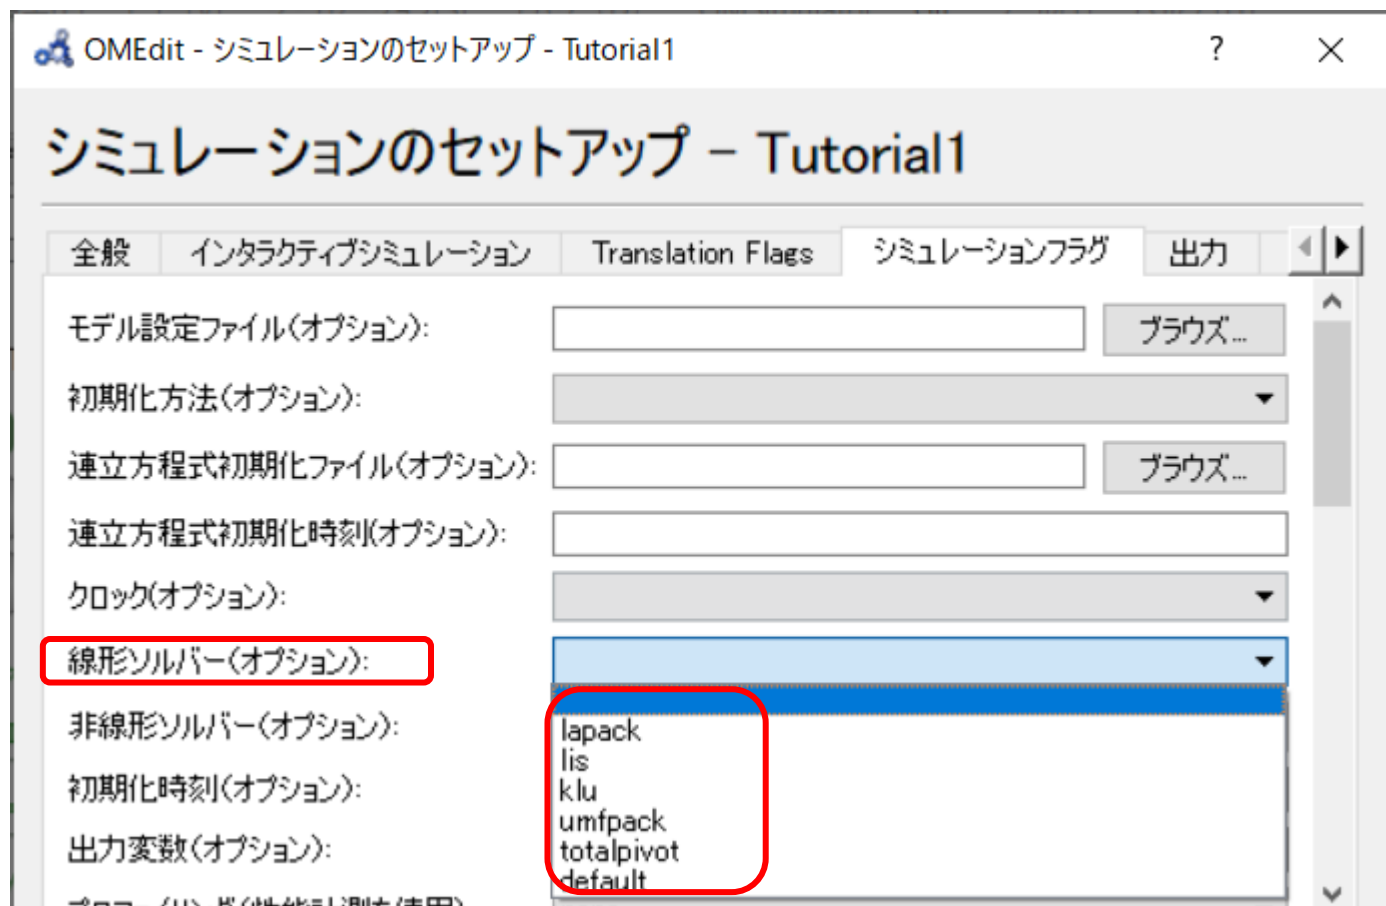 OMEdit - シミュレーションのセットアップ - Tutorial1 ?
シミュレーションのセットアップ - Tutorial1
全般 インタラクティブシミュレーション Translation Flags シミュレーションフラグ 出力
モデル設定ファイル(オプション): ブラウズ...
初期化方法(オプション):
連立方程式初期化ファイル(オプション): ブラウズ...
連立方程式初期化時刻(オプション):
クロック(オプション):
線形ソルバー(オプション):
非線形ソルバー(オプション):
lapack
lis
klu
umfpack
totalpivot
default
初期化時刻(オプション):
出力変数(オプション):